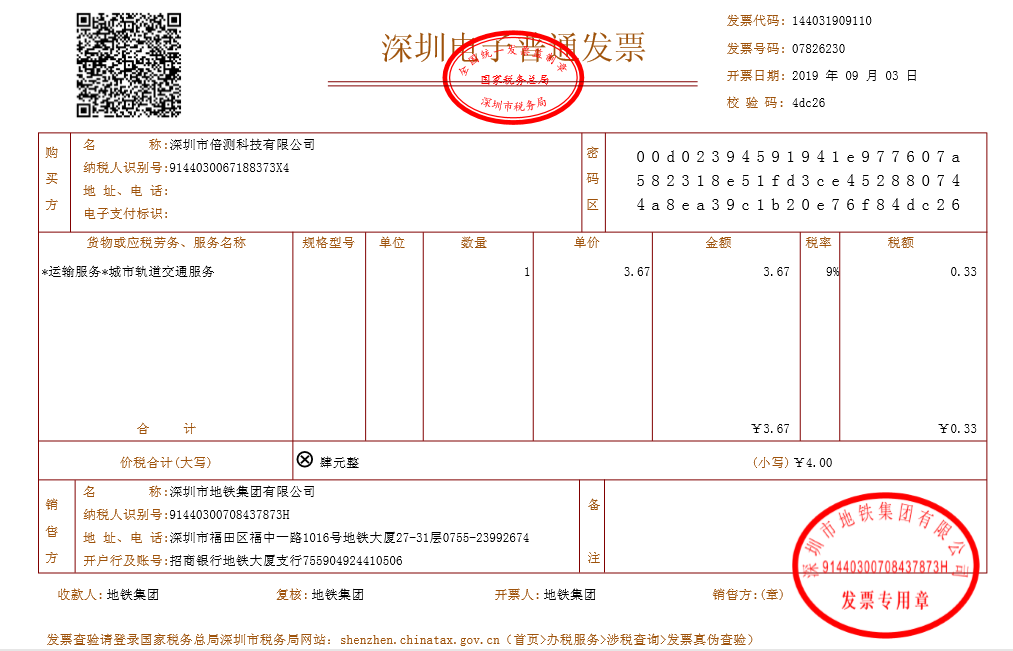 深圳电子普通发票
全国统一发票监制章
国家税务总局
深圳市税务局
发票代码: 144031909110
发票号码: 07826230
开票日期: 2019 年 09 月 03 日
校 验 码: 4dc26
购买方
名 称:深圳市倍测科技有限公司
纳税人识别号:9144030067188373X4
地 址、电 话:
电子支付标识:
密码区
00d02394591941e977607a
582318e51fd3ce45288074
4a8ea39c1b20e76f84dc26
货物或应税劳务、服务名称 规格型号 单位 数量 单价 金额 税率 税额
*运输服务*城市轨道交通服务 1 3.67 3.67 9% 0.33
合 计 ¥3.67 ¥0.33
价税合计(大写) ⊗ 肆元整 (小写) ¥4.00
销售方
名 称:深圳市地铁集团有限公司
纳税人识别号:91440300708437873H
地 址、电 话:深圳市福田区福中一路1016号地铁大厦27-31层0755-23992674
开户行及账号:招商银行地铁大厦支行755904924410506
备注
深圳市地铁集团有限公司
91440300708437873H
发票专用章
收款人: 地铁集团 复核: 地铁集团 开票人: 地铁集团 销售方:(章)
发票查验请登录国家税务总局深圳市税务局网站: shenzhen.chinatax.gov.cn (首页>办税服务>涉税查询>发票真伪查验)